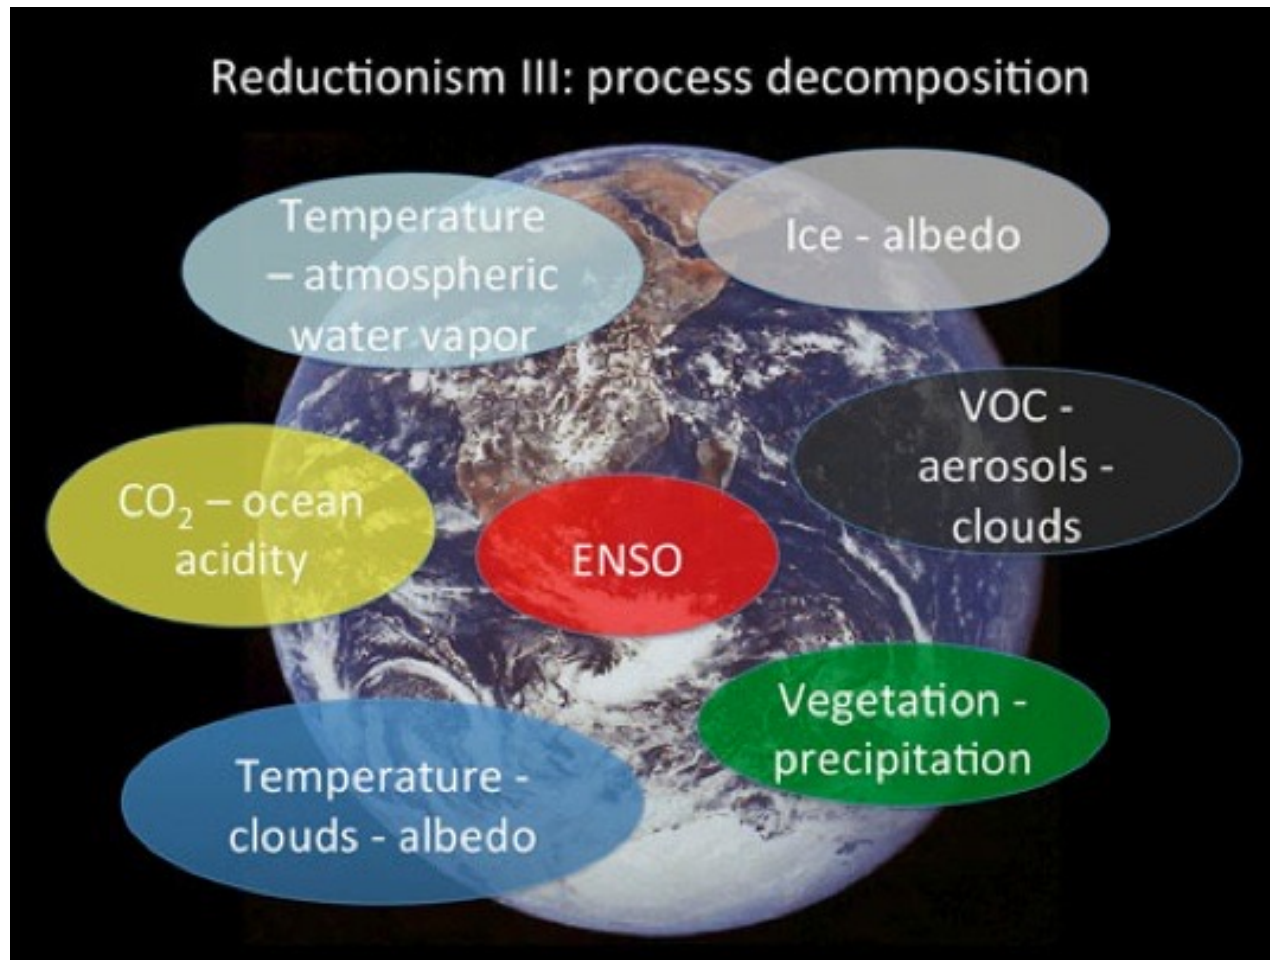 Reductionism III: process decomposition
Temperature
– atmospheric
water vapor
Ice - albedo
VOC -
aerosols -
clouds
CO₂ – ocean
acidity
ENSO
Vegetation -
precipitation
Temperature -
clouds - albedo